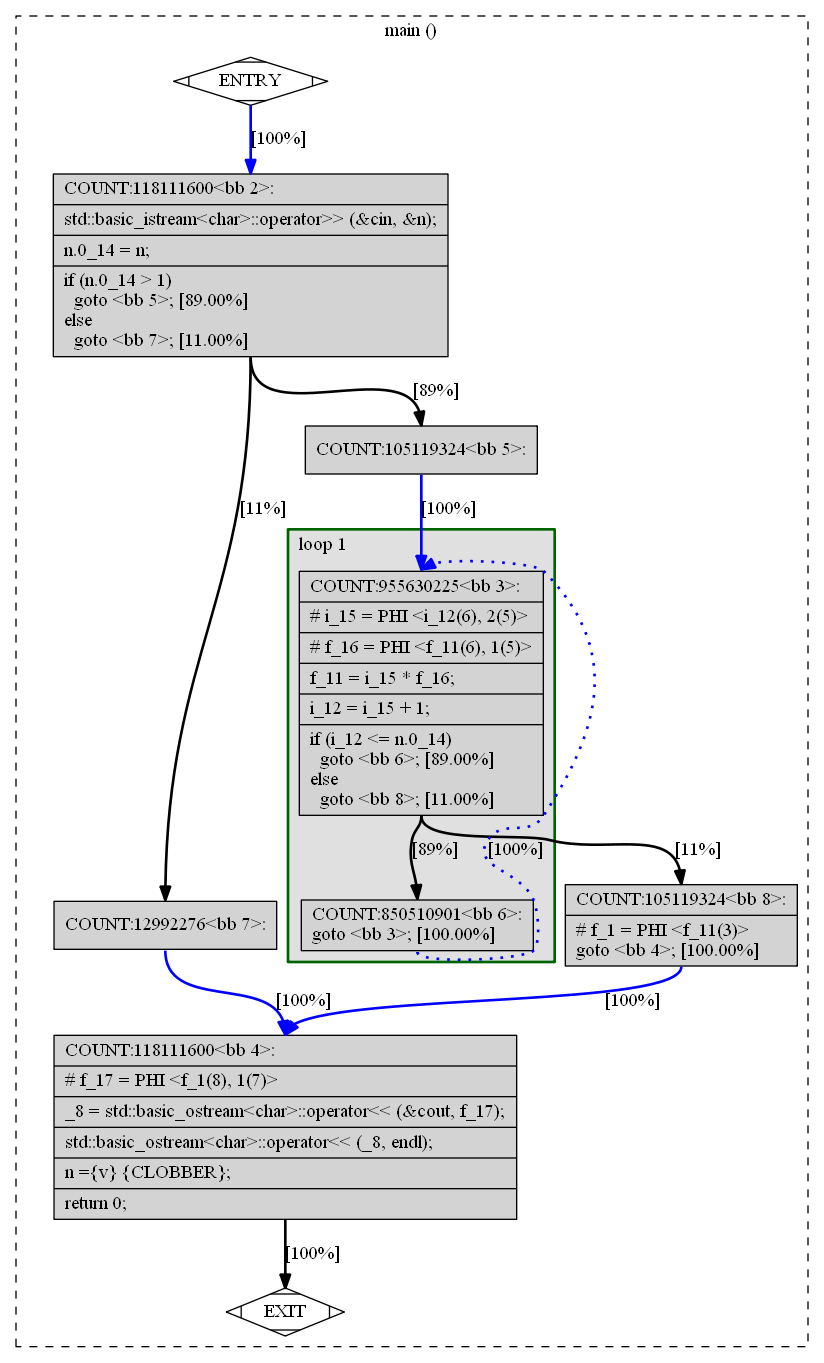 main ()
ENTRY
[100%]
COUNT:118111600<bb 2>:
std::basic_istream<char>::operator>> (&cin, &n);
n.0_14 = n;
if (n.0_14 > 1)
goto <bb 5>; [89.00%]
else
goto <bb 7>; [11.00%]
[89%]
COUNT:105119324<bb 5>:
[11%]
[100%]
loop 1
COUNT:955630225<bb 3>:
# i_15 = PHI <i_12(6), 2(5)>
# f_16 = PHI <f_11(6), 1(5)>
f_11 = i_15 * f_16;
i_12 = i_15 + 1;
if (i_12 <= n.0_14)
goto <bb 6>; [89.00%]
else
goto <bb 8>; [11.00%]
[89%]
[100%]
[11%]
COUNT:12992276<bb 7>:
COUNT:850510901<bb 6>:
goto <bb 3>; [100.00%]
COUNT:105119324<bb 8>:
# f_1 = PHI <f_11(3)>
goto <bb 4>; [100.00%]
[100%]
[100%]
COUNT:118111600<bb 4>:
# f_17 = PHI <f_1(8), 1(7)>
_8 = std::basic_ostream<char>::operator<< (&cout, f_17);
std::basic_ostream<char>::operator<< (_8, endl);
n ={v} {CLOBBER};
return 0;
[100%]
EXIT